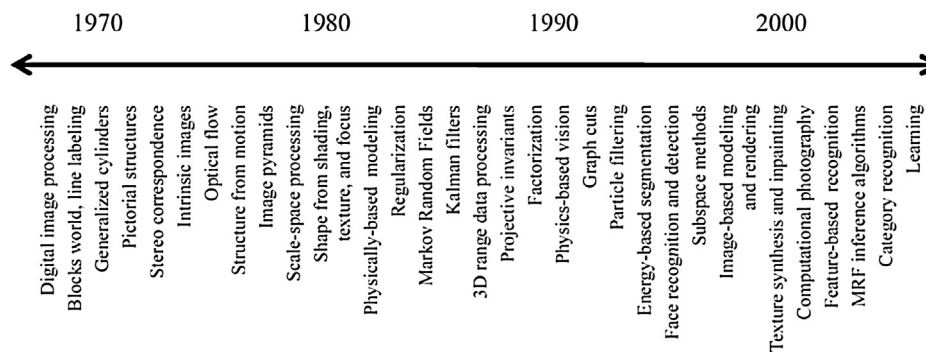 1970
1980
1990
2000
Digital image processing
Blocks world, line labeling
Generalized cylinders
Pictorial structures
Stereo correspondence
Intrinsic images
Optical flow
Structure from motion
Image pyramids
Scale-space processing
Shape from shading,
texture, and focus
Physically-based modeling
Regularization
Markov Random Fields
Kalman filters
3D range data processing
Projective invariants
Factorization
Physics-based vision
Graph cuts
Particle filtering
Energy-based segmentation
Face recognition and detection
Subspace methods
Image-based modeling
and rendering
Texture synthesis and inpainting
Computational photography
Feature-based recognition
MRF inference algorithms
Category recognition
Learning